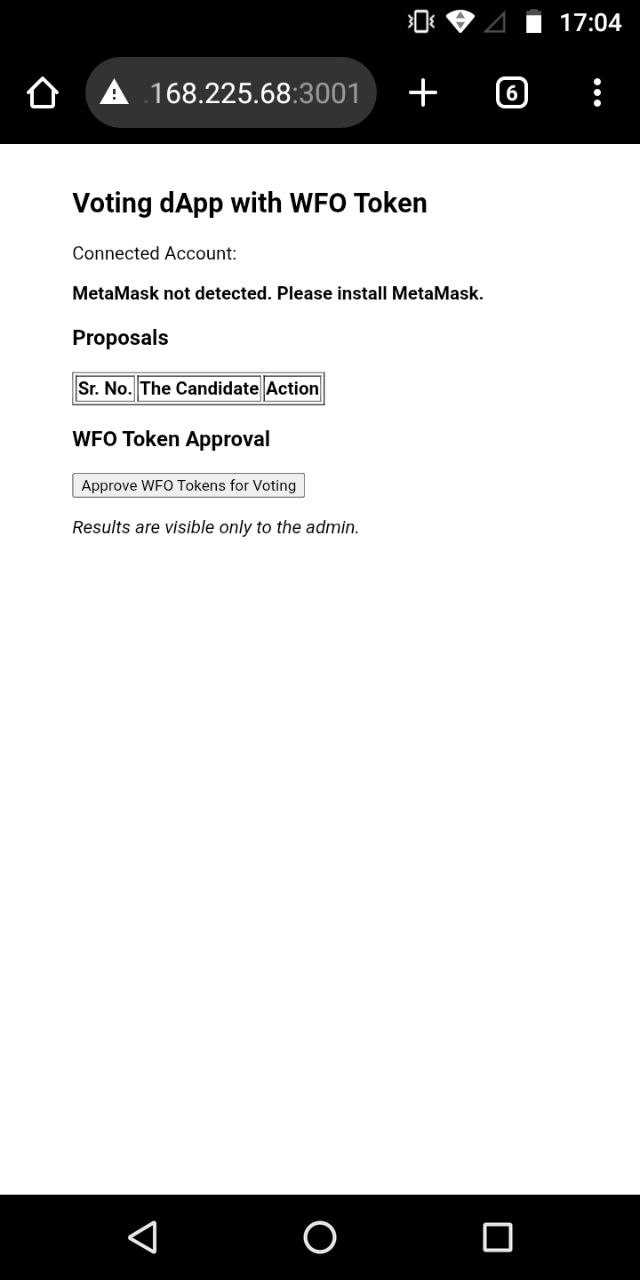 17:04
.168.225.68:3001
6
Voting dApp with WFO Token
Connected Account:
MetaMask not detected. Please install MetaMask.
Proposals
Sr. No. The Candidate Action
WFO Token Approval
Approve WFO Tokens for Voting
Results are visible only to the admin.